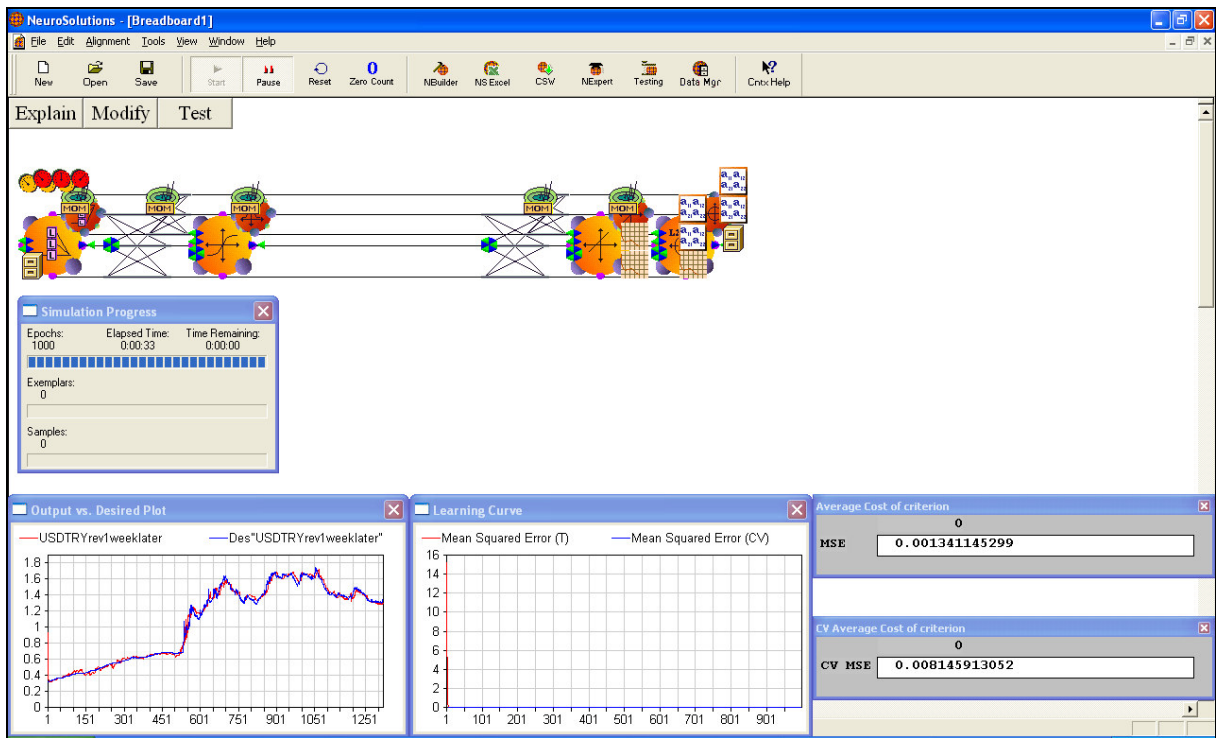 NeuroSolutions - [Breadboard1]
File Edit Alignment Tools View Window Help
New Open Save Start Pause Reset 0 Zero Count NBuilder NS Excel CSV NExpert Testing Data Mgr Cntx Help
Explain Modify Test
MOM MOM MOM MOM MOM
Simulation Progress
Epochs: Elapsed Time: Time Remaining:
1000 0:00:33 0:00:00
Exemplars:
0
Samples:
0
Output vs. Desired Plot
USDTRYrev1weeklater Des"USDTRYrev1weeklater"
1.8
1.6
1.4
1.2
1
0.8
0.6
0.4
0.2
0
1 151 301 451 601 751 901 1051 1251
Learning Curve
Mean Squared Error (T) Mean Squared Error (CV)
16
14
12
10
8
6
4
2
0
1 101 201 301 401 501 601 701 801 901
Average Cost of criterion
0
MSE 0.001341145299
CV Average Cost of criterion
0
CV MSE 0.008145913052